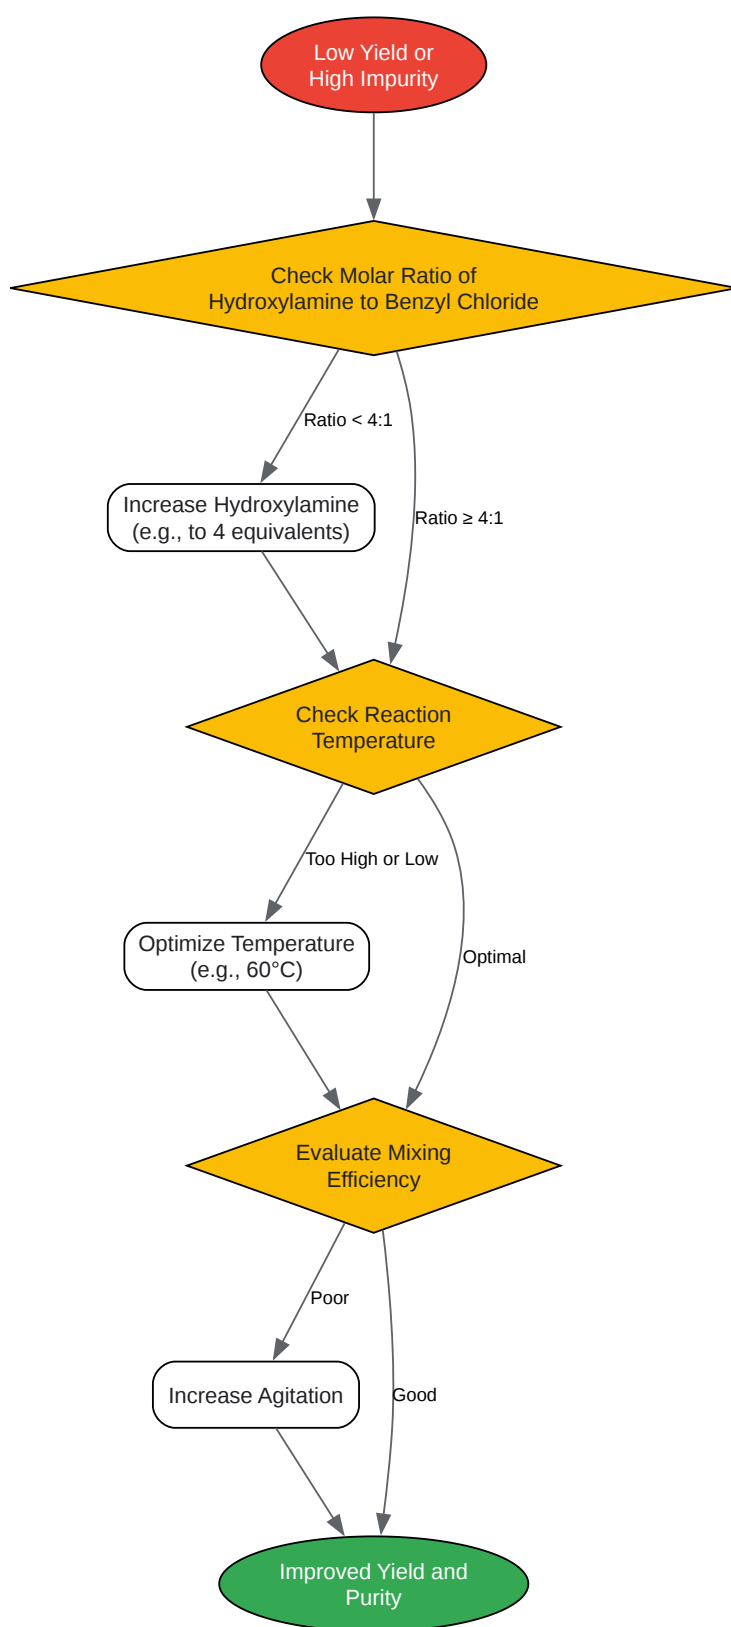 Low Yield or
High Impurity
Check Molar Ratio of
Hydroxylamine to Benzyl Chloride
Ratio < 4:1
Increase Hydroxylamine
(e.g., to 4 equivalents)
Ratio ≥ 4:1
Check Reaction
Temperature
Too High or Low
Optimize Temperature
(e.g., 60°C)
Optimal
Evaluate Mixing
Efficiency
Poor
Increase Agitation
Good
Improved Yield and
Purity